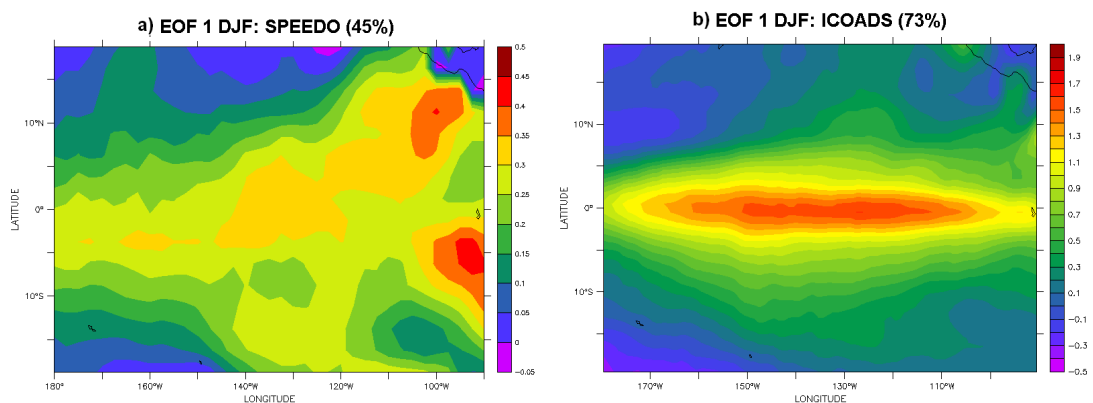 a) EOF 1 DJF: SPEEDO (45%)
10°N
0°
10°S
LATITUDE
180°
160°W
140°W
120°W
100°W
LONGITUDE
0.5
0.45
0.4
0.35
0.3
0.25
0.2
0.15
0.1
0.05
0
−0.05
b) EOF 1 DJF: ICOADS (73%)
10°N
0°
10°S
LATITUDE
170°W
150°W
130°W
110°W
LONGITUDE
1.9
1.7
1.5
1.3
1.1
0.9
0.7
0.5
0.3
0.1
−0.1
−0.3
−0.5